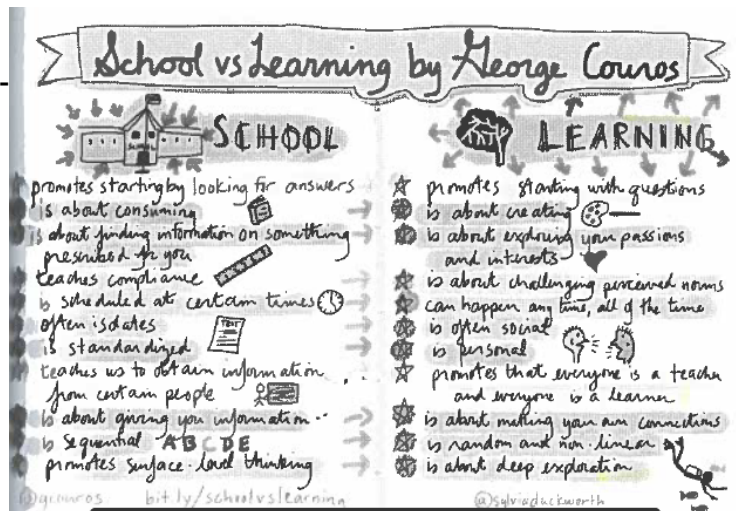 School vs Learning by George Couros
SCHOOL
promotes starting by looking for answers
is about consuming
is about finding information on something
prescribed for you
teaches compliance
is scheduled at certain times
often isolates
is standardized
TEST
teaches us to obtain information
from certain people
is about giving you information..
is sequential ABCDE
promotes surface-level thinking
@gcouros bit.ly/schoolvslearning
LEARNING
promotes starting with questions
is about creating
is about exploring your passions
and interests
is about challenging perceived norms
can happen any time, all of the time
is often social
is personal
promotes that everyone is a teacher
and everyone is a learner
is about making your own connections
is random and non-linear
is about deep exploration
@sylviaduckworth